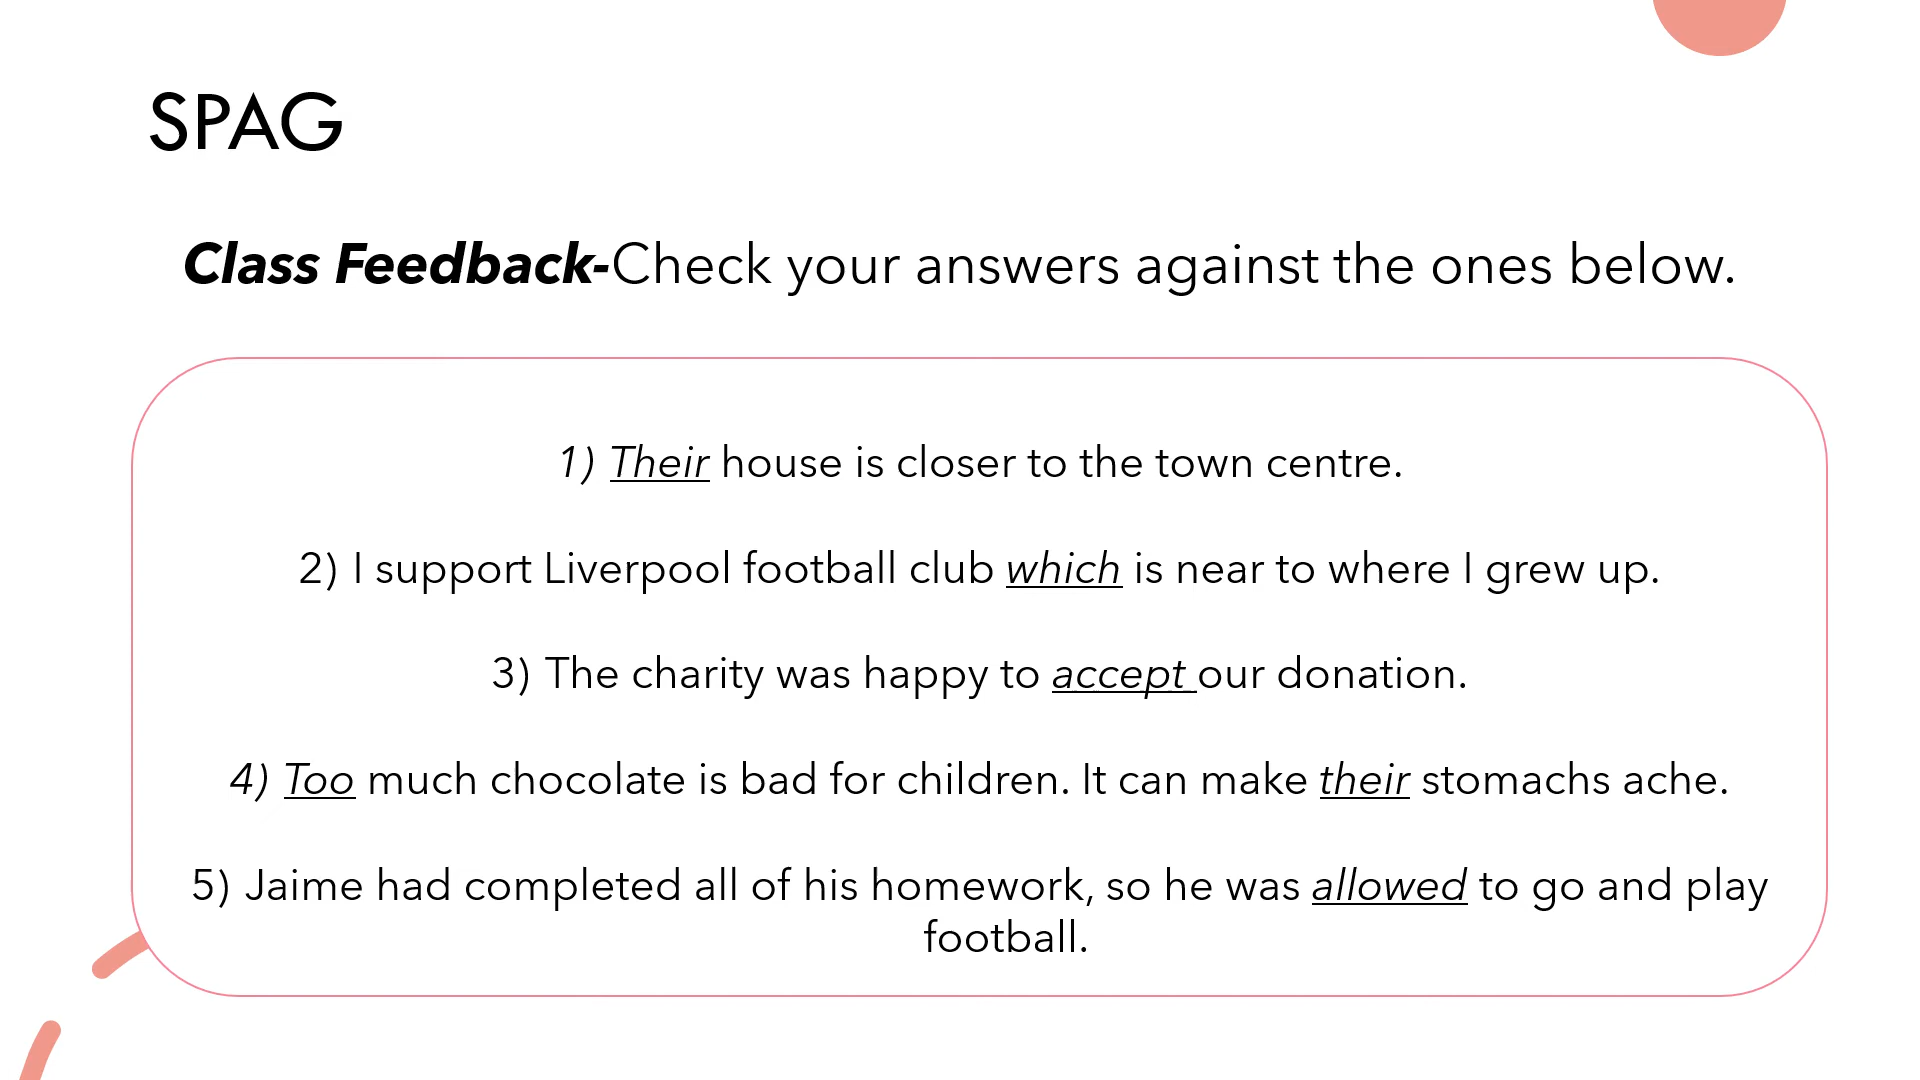 SPAG
Class Feedback-Check your answers against the ones below.
1) Their house is closer to the town centre.
2) I support Liverpool football club which is near to where I grew up.
3) The charity was happy to accept our donation.
4) Too much chocolate is bad for children. It can make their stomachs ache.
5) Jaime had completed all of his homework, so he was allowed to go and play
football.